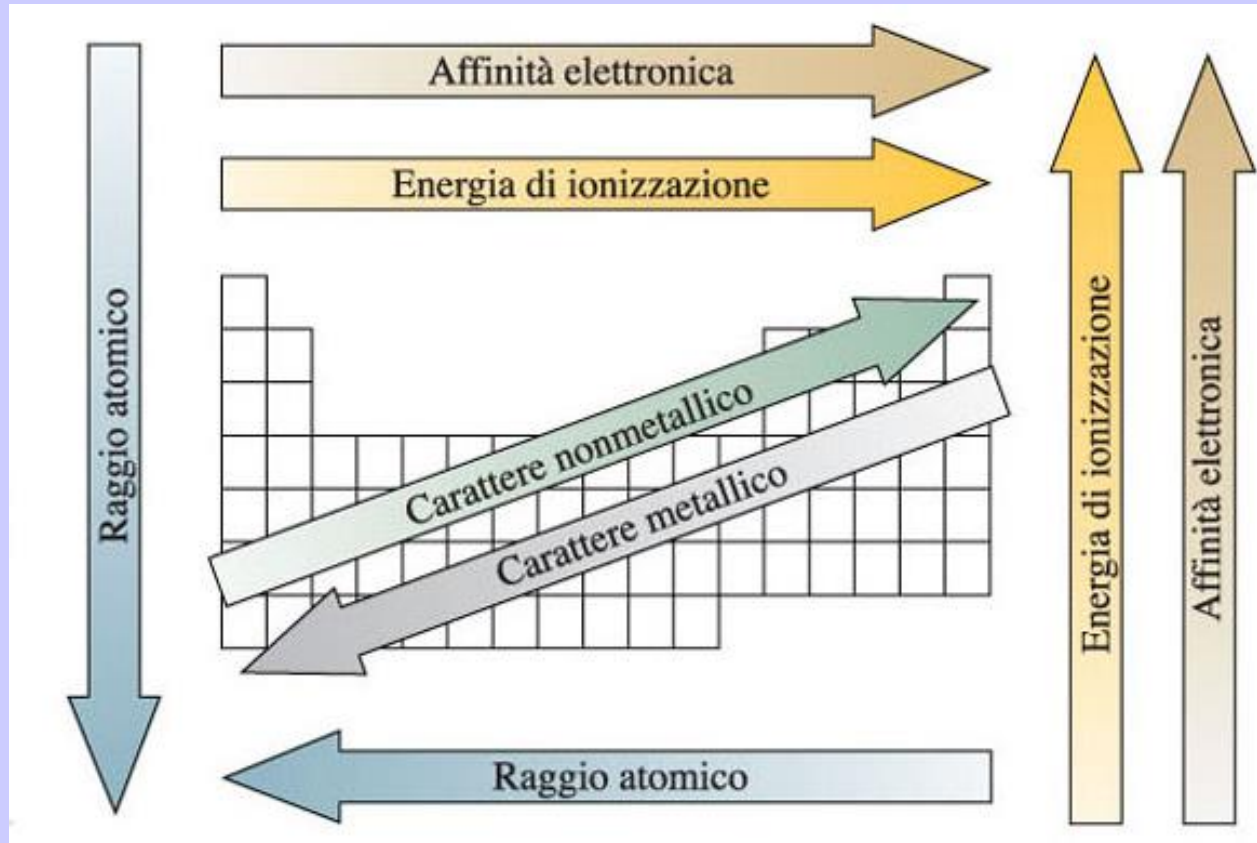 Affinità elettronica
Energia di ionizzazione
Raggio atomico
Carattere nonmetallico
Carattere metallico
Energia di ionizzazione
Affinità elettronica
Raggio atomico